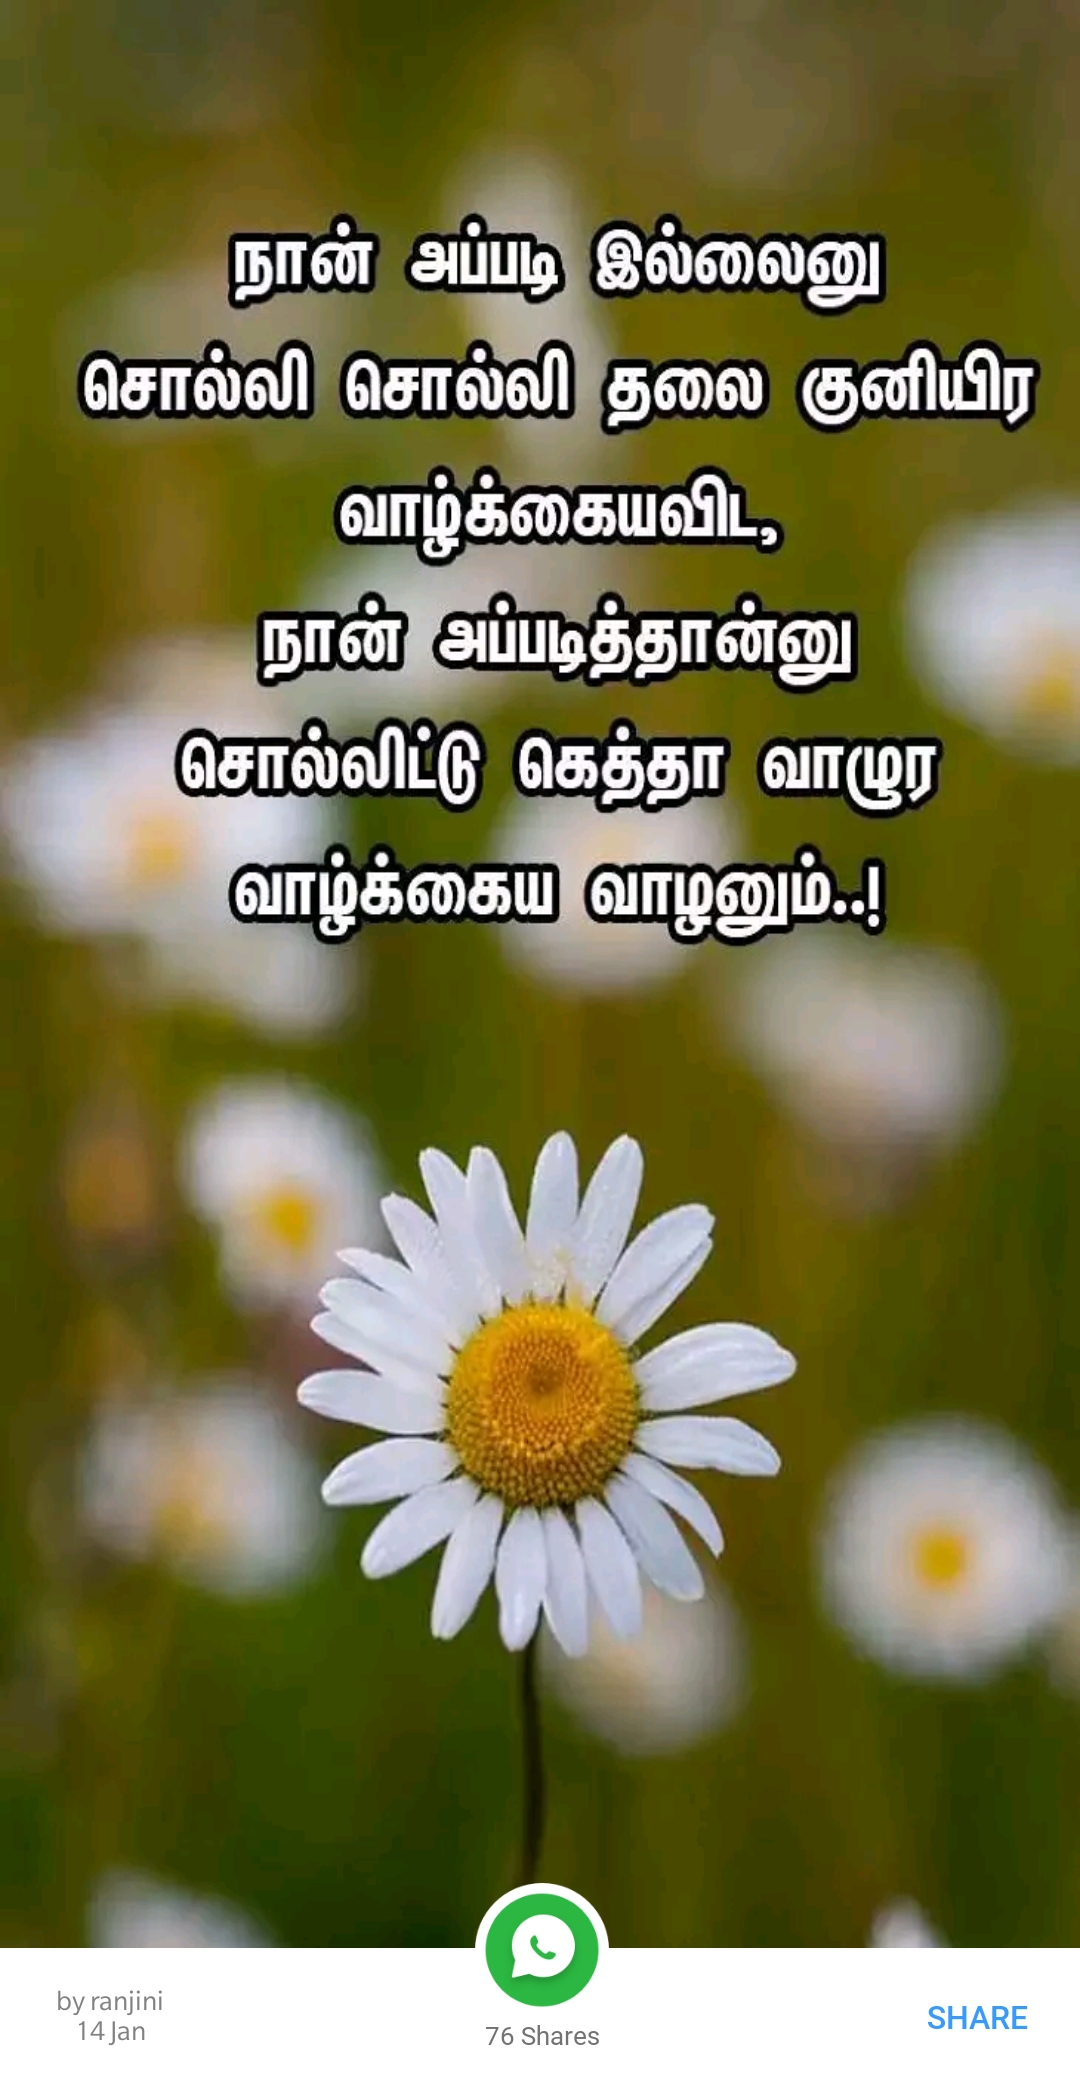 நான் அப்படி இல்லைனு
சொல்லி சொல்லி தலை குனியிர
வாழ்க்கையவிட,
நான் அப்படித்தான்னு
சொல்லிட்டு கெத்தா வாழுர
வாழ்க்கைய வாழனும்..!
by ranjini
14 Jan
76 Shares
SHARE